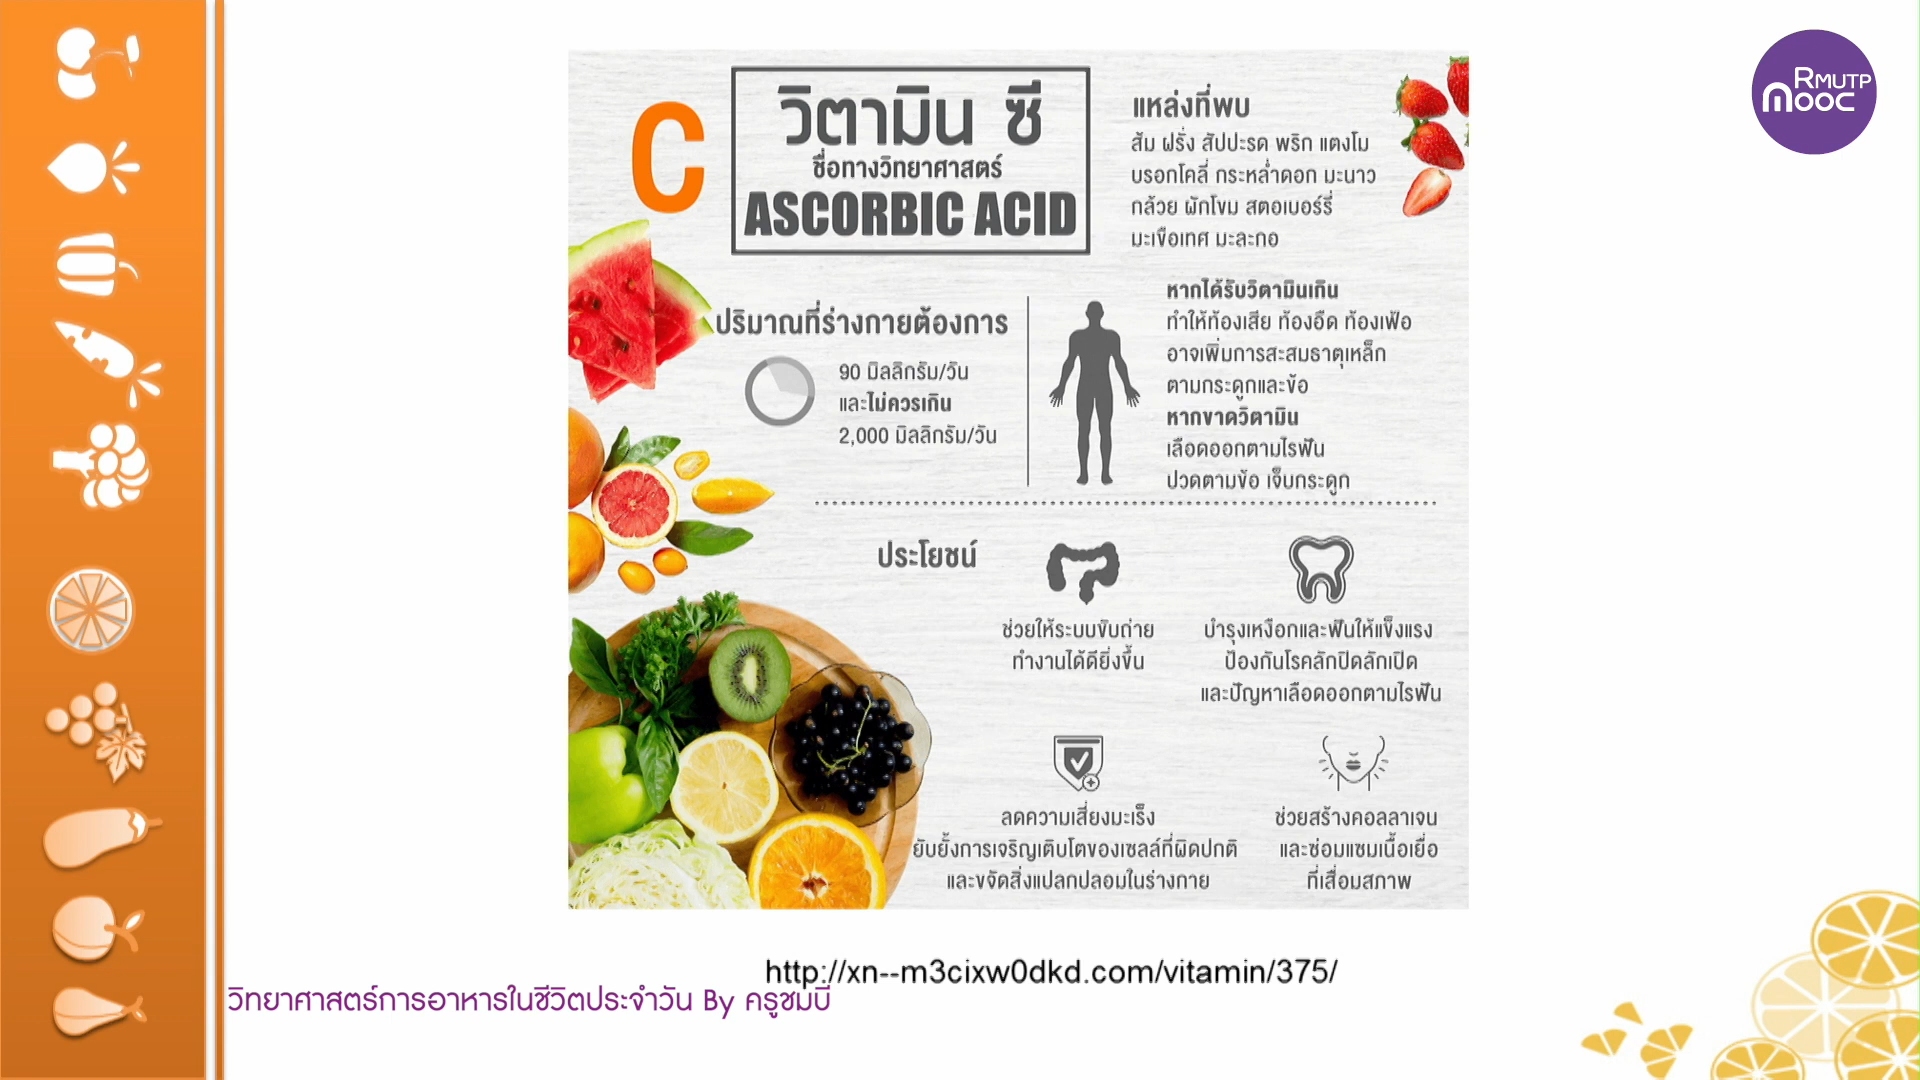 RMUTP
mooc
C
วิตามิน ซี
ชื่อทางวิทยาศาสตร์
ASCORBIC ACID
แหล่งที่พบ
ส้ม ฝรั่ง สัปปะรด พริก แตงโม
บรอกโคลี่ กระหล่ำดอก มะนาว
กล้วย ผักโขม สตอเบอร์รี่
มะเขือเทศ มะละกอ
ปริมาณที่ร่างกายต้องการ
90 มิลลิกรัม/วัน
และไม่ควรเกิน
2,000 มิลลิกรัม/วัน
หากได้รับวิตามินเกิน
ทำให้ท้องเสีย ท้องอืด ท้องเฟ้อ
อาจเพิ่มการสะสมธาตุเหล็ก
ตามกระดูกและข้อ
หากขาดวิตามิน
เลือดออกตามไรฟัน
ปวดตามข้อ เจ็บกระดูก
ประโยชน์
ช่วยให้ระบบขับถ่าย
ทำงานได้ดียิ่งขึ้น
บำรุงเหงือกและฟันให้แข็งแรง
ป้องกันโรคลักปิดลักเปิด
และปัญหาเลือดออกตามไรฟัน
ลดความเสี่ยงมะเร็ง
ยับยั้งการเจริญเติบโตของเซลล์ที่ผิดปกติ
และขจัดสิ่งแปลกปลอมในร่างกาย
ช่วยสร้างคอลลาเจน
และซ่อมแซมเนื้อเยื่อ
ที่เสื่อมสภาพ
http://xn--m3cixw0dkd.com/vitamin/375/
วิทยาศาสตร์การอาหารในชีวิตประจำวัน By ครูชมบี